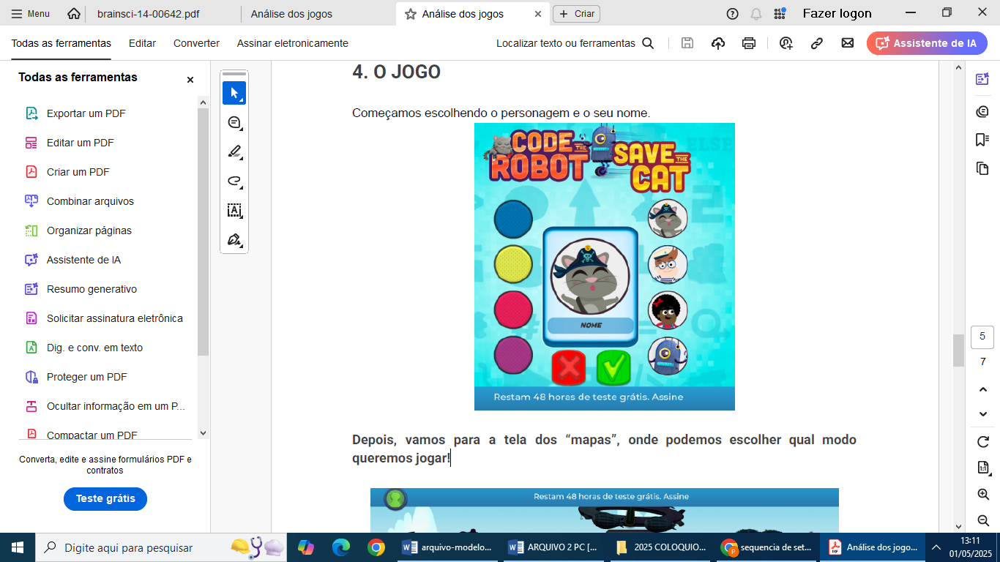 Menu
brainsci-14-00642.pdf
Análise dos jogos
Análise dos jogos
Criar
Fazer logon
Todas as ferramentas
Editar
Converter
Assinar eletronicamente
Localizar texto ou ferramentas
Assistente de IA
Todas as ferramentas
Exportar um PDF
Editar um PDF
Criar um PDF
Combinar arquivos
Organizar páginas
Assistente de IA
Resumo generativo
Solicitar assinatura eletrônica
Dig. e conv. em texto
Proteger um PDF
Ocultar informação em um P...
Compactar um PDF
Converta, edite e assine formulários PDF e
contratos
Teste grátis
4. O JOGO
Começamos escolhendo o personagem e o seu nome.
CODE THE ROBOT
SAVE THE CAT
ELSE
NOME
Restam 48 horas de teste grátis. Assine
Depois, vamos para a tela dos “mapas”, onde podemos escolher qual modo
queremos jogar!
Restam 48 horas de teste grátis. Assine
5
7
1:1
Digite aqui para pesquisar
arquivo-modelo...
ARQUIVO 2 PC [...
2025 COLOQUIO...
sequencia de set...
Análise dos jogo...
13:11
01/05/2025